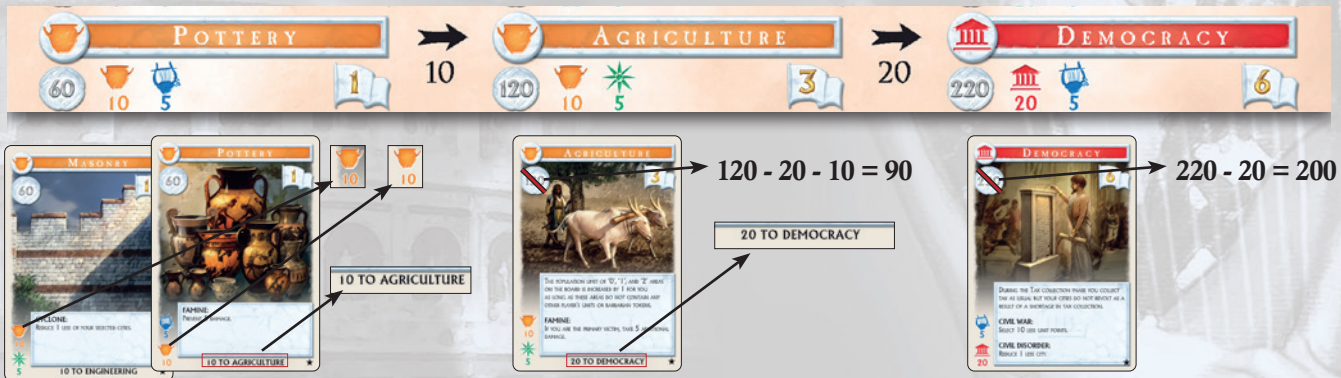 POTTERY
10
AGRICULTURE
20
DEMOCRACY
60
10
5
1
120
10
5
3
220
20
5
6
MASONRY
60
1
CYCLONE:
REDUCE 1 LESS OF YOUR SELECTED CITIES.
5
10 TO ENGINEERING
POTTERY
60
1
FAMINE:
5
10
10 TO AGRICULTURE
10
10
10 TO AGRICULTURE
AGRICULTURE
3
THE POPULATION LIMIT OF '0', '1', AND '2' AREAS
ON THE BOARD IS INCREASED BY 1 FOR YOU
AS LONG AS THESE AREAS DO NOT CONTAIN ANY
OTHER PLAYER'S UNITS OR BARBARIAN TOKENS.
FAMINE:
IF YOU ARE THE PRIMARY VICTIM, TAKE 5 ADDITIONAL
DAMAGE.
10
5
20 TO DEMOCRACY
120 - 20 - 10 = 90
20 TO DEMOCRACY
DEMOCRACY
6
DURING THE TAX COLLECTION PHASE YOU COLLECT
TAX AS USUAL BUT YOUR CITIES DO NOT REVOLT AS A
RESULT OF A SHORTAGE IN TAX COLLECTION.
CIVIL WAR:
SELECT 10 LESS UNIT POINTS.
CIVIL DISORDER:
REDUCE 1 LESS CITY.
5
20
220 - 20 = 200